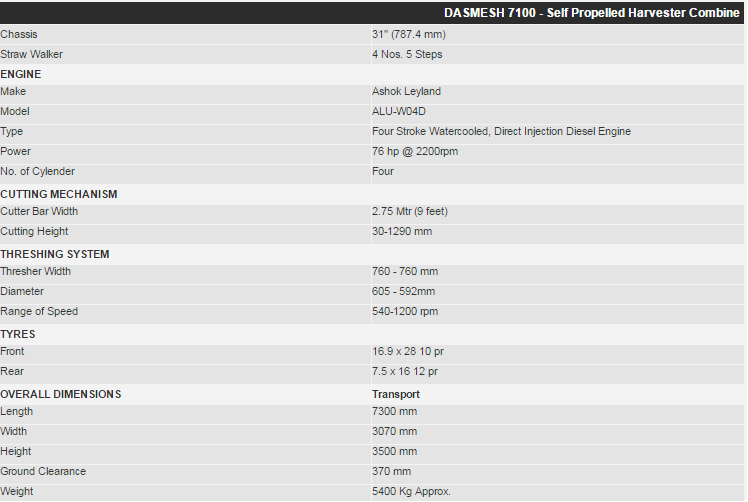 DASMESH 7100 - Self Propelled Harvester Combine
Chassis 31" (787.4 mm)
Straw Walker 4 Nos. 5 Steps
ENGINE
Make Ashok Leyland
Model ALU-W04D
Type Four Stroke Watercooled, Direct Injection Diesel Engine
Power 76 hp @ 2200rpm
No. of Cylender Four
CUTTING MECHANISM
Cutter Bar Width 2.75 Mtr (9 feet)
Cutting Height 30-1290 mm
THRESHING SYSTEM
Thresher Width 760 - 760 mm
Diameter 605 - 592mm
Range of Speed 540-1200 rpm
TYRES
Front 16.9 x 28 10 pr
Rear 7.5 x 16 12 pr
OVERALL DIMENSIONS Transport
Length 7300 mm
Width 3070 mm
Height 3500 mm
Ground Clearance 370 mm
Weight 5400 Kg Approx.